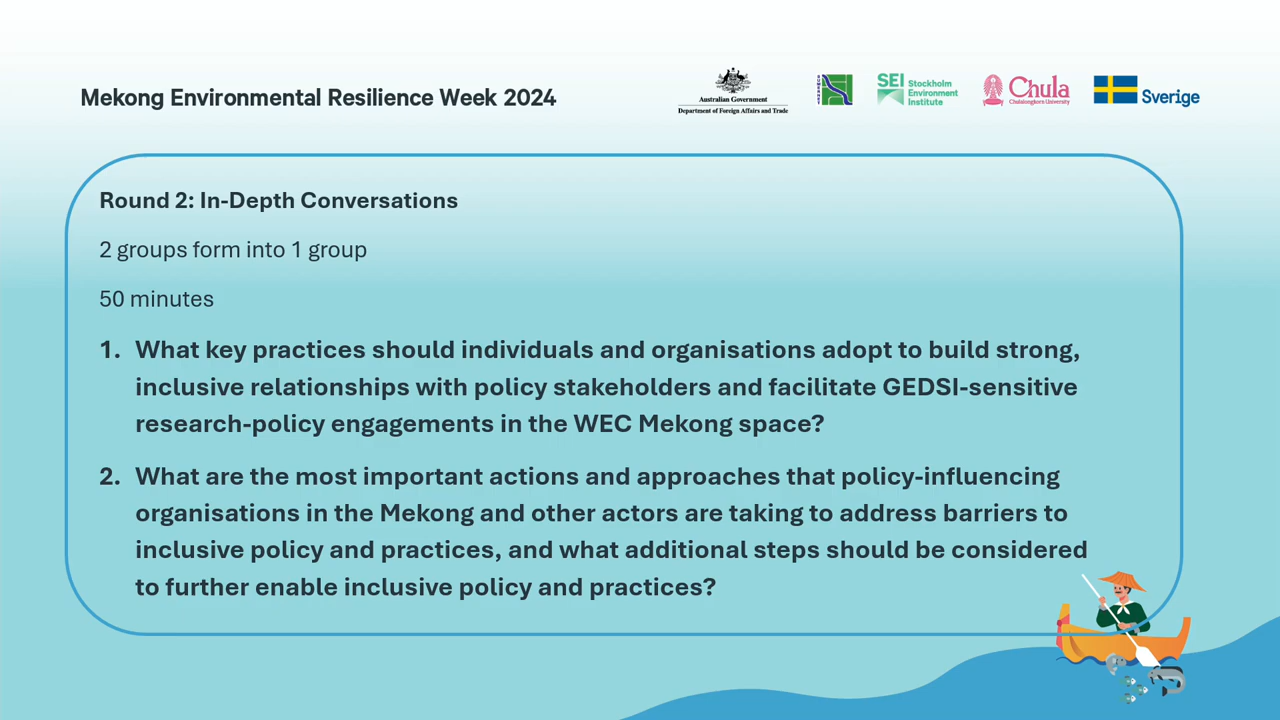 Mekong Environmental Resilience Week 2024
Australian Government
Department of Foreign Affairs and Trade
SUMERNET
SEI Stockholm
Environment
Institute
Chula
Chulalongkorn University
Sverige
Round 2: In-Depth Conversations
2 groups form into 1 group
50 minutes
1. What key practices should individuals and organisations adopt to build strong,
inclusive relationships with policy stakeholders and facilitate GEDSI-sensitive
research-policy engagements in the WEC Mekong space?
2. What are the most important actions and approaches that policy-influencing
organisations in the Mekong and other actors are taking to address barriers to
inclusive policy and practices, and what additional steps should be considered
to further enable inclusive policy and practices?